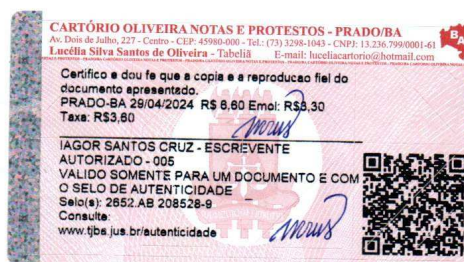 CARTÓRIO OLIVEIRA NOTAS E PROTESTOS - PRADO/BA
Av. Dois de Julho, 227 - Centro - CEP: 45980-000 - Tel.: (73) 3298-1043 - CNPJ: 13.236.799/0001-61
Lucélia Silva Santos de Oliveira - Tabeliã E-mail: luceliacartorio@hotmail.com
BA
Certifico e dou fe que a copia e a reproducao fiel do
documento apresentado.
PRADO-BA 29/04/2024 R$ 6,60 Emol: R$3,30
Taxa: R$3,60
IAGOR SANTOS CRUZ - ESCREVENTE
AUTORIZADO - 005
VALIDO SOMENTE PARA UM DOCUMENTO E COM
O SELO DE AUTENTICIDADE
Selo(s): 2652.AB 208528-9
Consulte:
www.tjba.jus.br/autenticidade